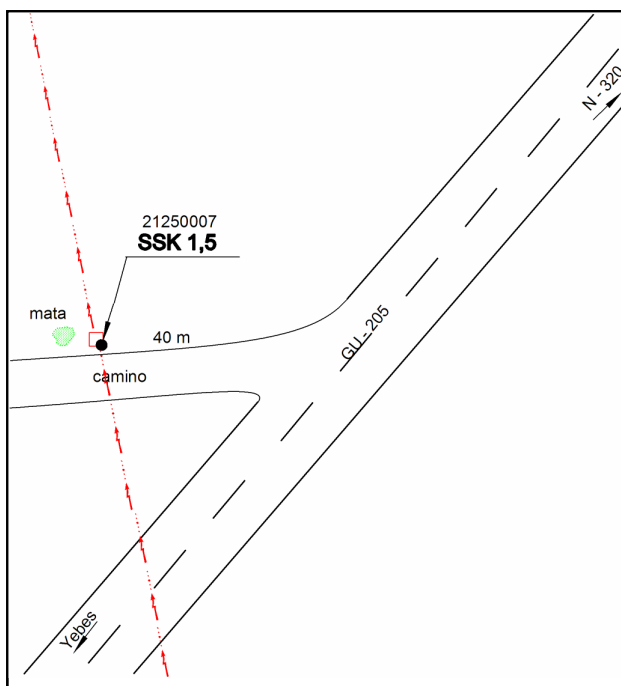 N - 320
21250007
SSK 1,5
mata
40 m
GU - 205
camino
Yebes